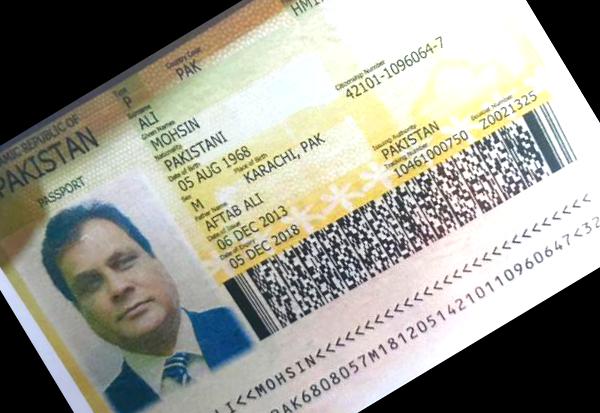 AMIC REPUBLIC OF
PAKISTAN
PASSPORT
Type
P
Country Code
PAK
Surname
ALI
Given Names
MOHSIN
Nationality
PAKISTANI
Citizenship Number
42101-1096064-7
Date of Birth
05 AUG 1968
Sex
M
Place of Birth
KARACHI, PAK
Father Name
AFTAB ALI
Date of Issue
06 DEC 2013
Issuing Authority
PAKISTAN
Date of Expiry
05 DEC 2018
Tracking Number
10461000750
Booklet Number
Z0021325
LI<<MOHSIN<<<<<<<<<<<<<<<<<<<<<<<
PAK6808057M1812051421011096064​7<32